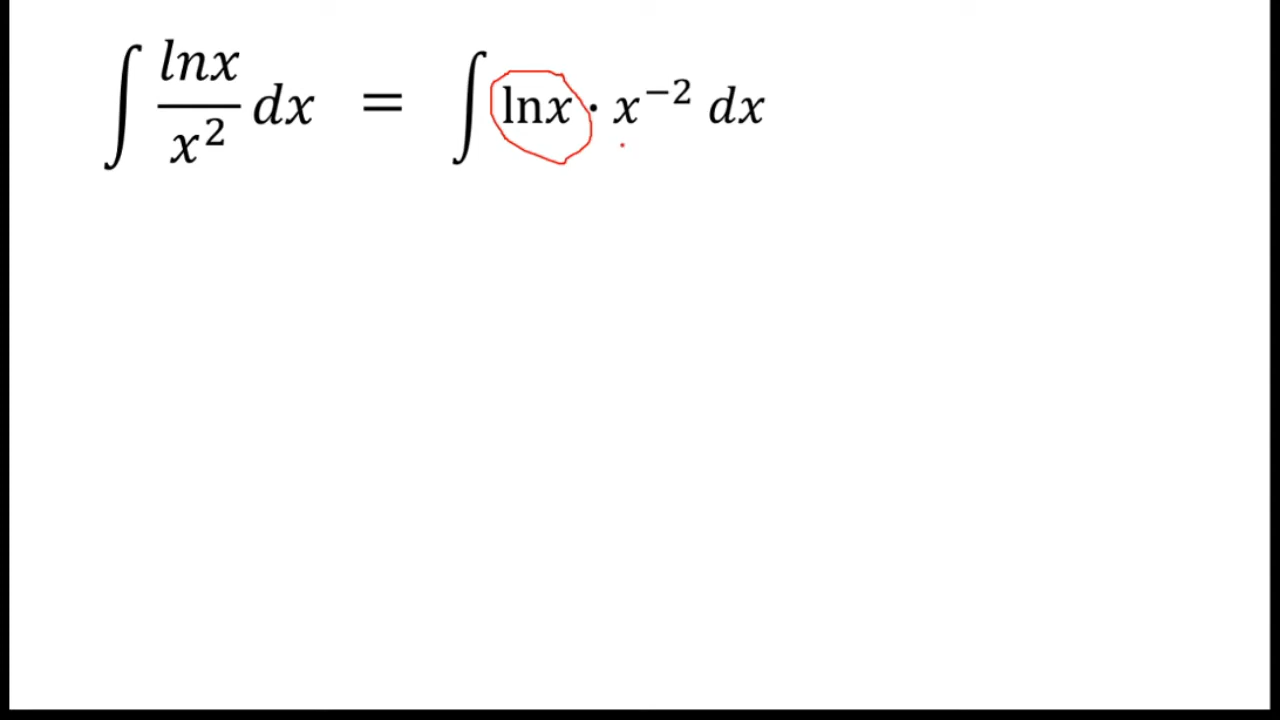 ∫ lnx/x² dx = ∫ lnx · x⁻² dx